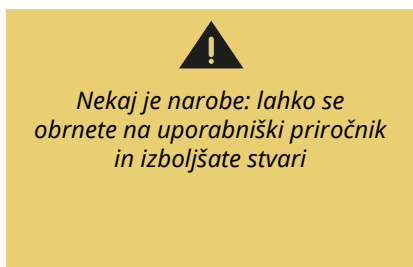 Nekaj je narobe: lahko se
obrnete na uporabniški priročnik
in izboljšate stvari